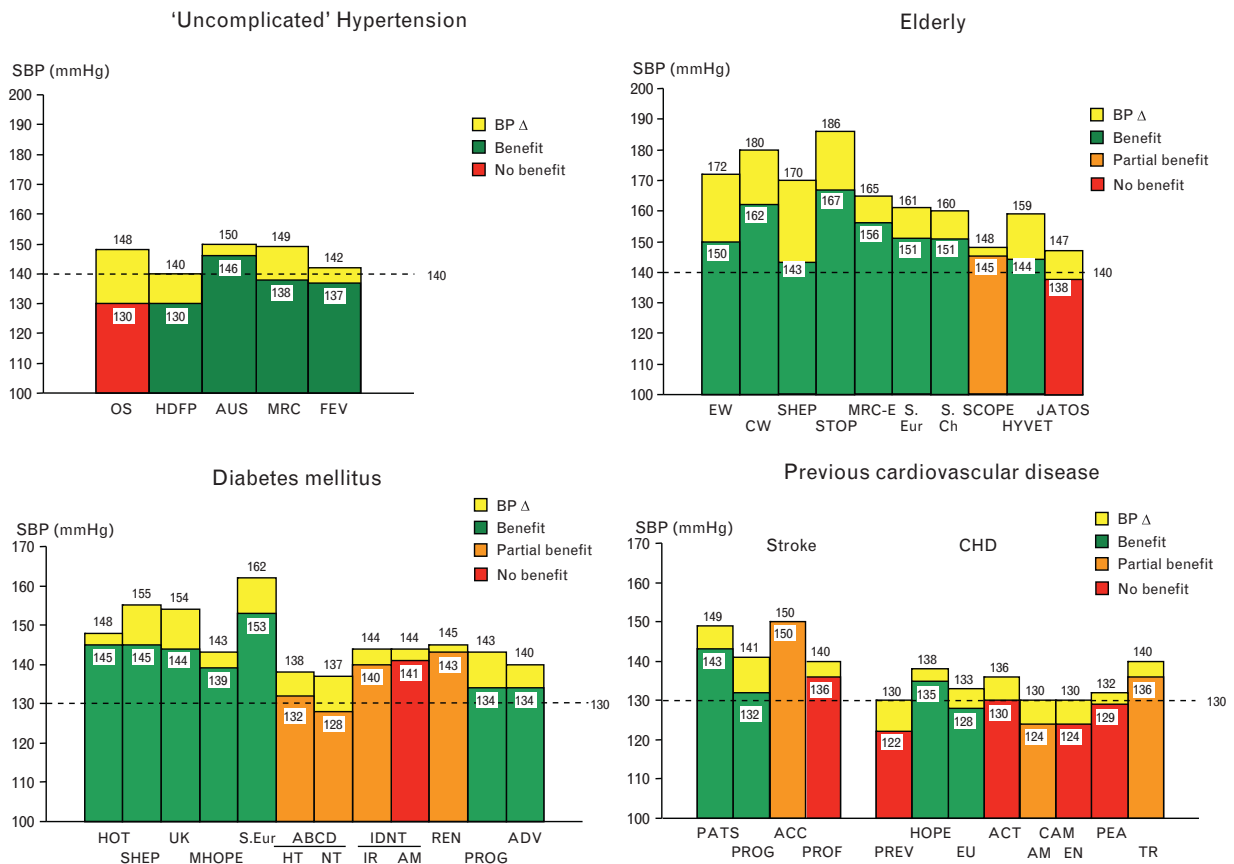 'Uncomplicated' Hypertension
SBP (mmHg)
200
190
180
170
160
150
140
130
120
110
100
BP Δ
Benefit
No benefit
148 140 150 149 142
130 130 146 138 137
140
OS HDFP AUS MRC FEV
Elderly
SBP (mmHg)
200
190
180
170
160
150
140
130
120
110
100
BP Δ
Benefit
Partial benefit
No benefit
172 180 170 186 165 161 160 148 159 147
150 162 143 167 156 151 151 145 144 138
140
EW SHEP MRC-E S. S. SCOPE JATOS
CW STOP Eur Ch HYVET
Diabetes mellitus
SBP (mmHg)
170
160
150
140
130
120
110
100
BP Δ
Benefit
Partial benefit
No benefit
148 155 154 143 162 138 137 144 144 145 143 140
145 145 144 139 153 132 128 140 141 143 134 134
130
HOT UK S.Eur ABCD IDNT REN ADV
SHEP MHOPE HT NT IR AM PROG
Previous cardiovascular disease
SBP (mmHg)
170
160
150
140
130
120
110
100
Stroke CHD
BP Δ
Benefit
Partial benefit
No benefit
149 141 150 140 130 138 133 136 130 130 132 140
143 132 150 136 122 135 128 130 124 124 129 136
130
PATS ACC HOPE ACT CAM PEA
PROG PROF PREV EU AM EN TR